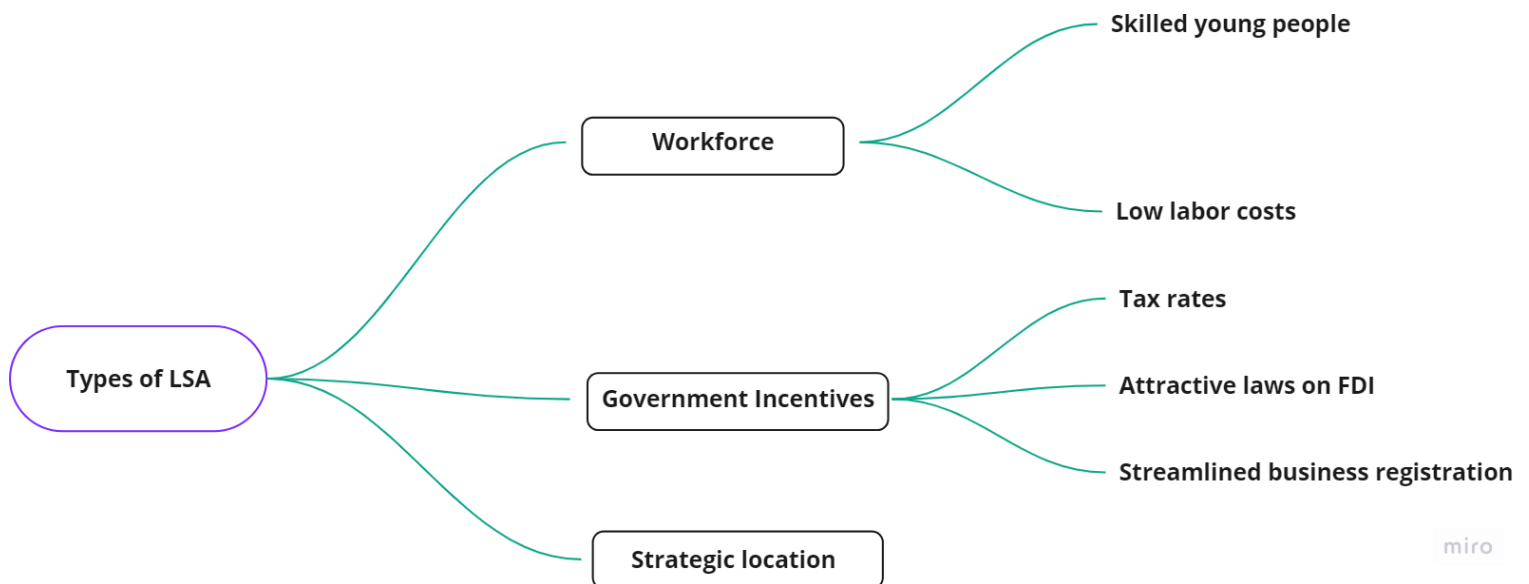 Types of LSA
Workforce
Skilled young people
Low labor costs
Government Incentives
Tax rates
Attractive laws on FDI
Streamlined business registration
Strategic location
miro